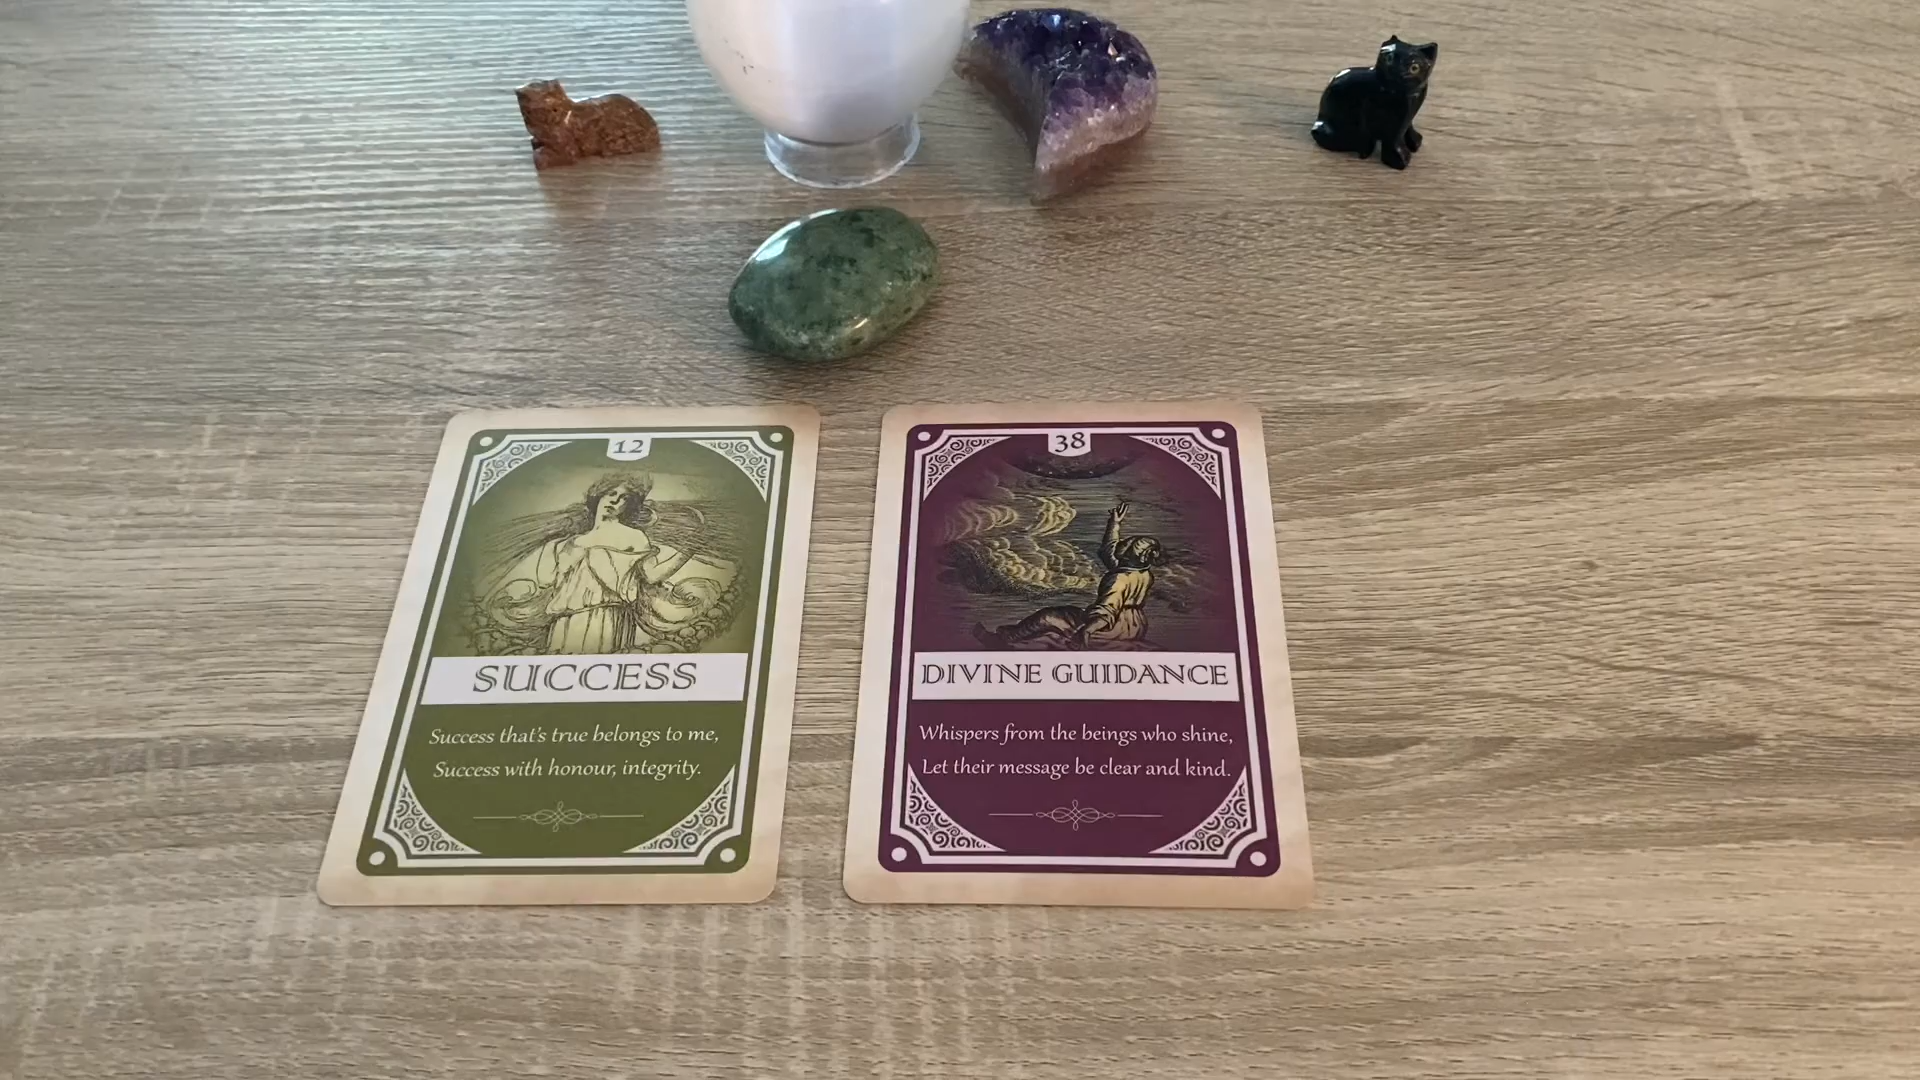 12
SUCCESS
Success that's true belongs to me,
Success with honour, integrity.
38
DIVINE GUIDANCE
Whispers from the beings who shine,
Let their message be clear and kind.